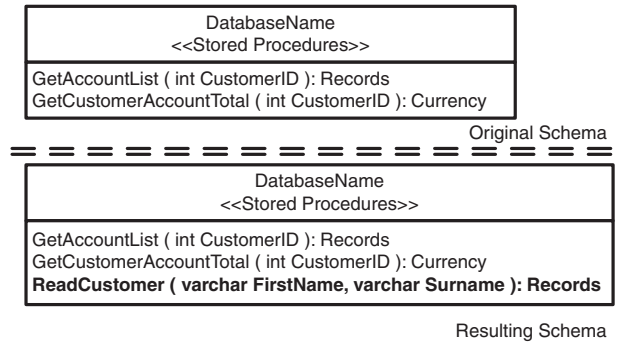 DatabaseName
<<Stored Procedures>>
GetAccountList ( int CustomerID ): Records
GetCustomerAccountTotal ( int CustomerID ): Currency
Original Schema
DatabaseName
<<Stored Procedures>>
GetAccountList ( int CustomerID ): Records
GetCustomerAccountTotal ( int CustomerID ): Currency
ReadCustomer ( varchar FirstName, varchar Surname ): Records
Resulting Schema